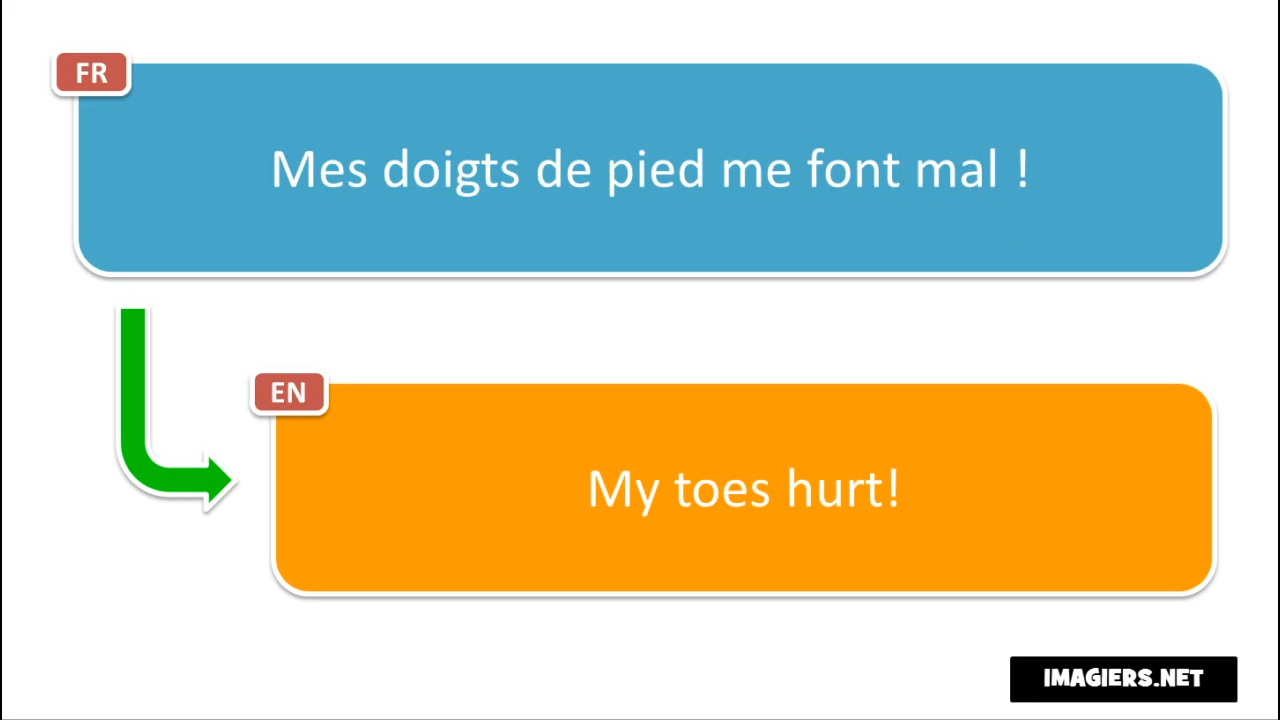 FR
Mes doigts de pied me font mal !
EN
My toes hurt!
IMAGIERS.NET